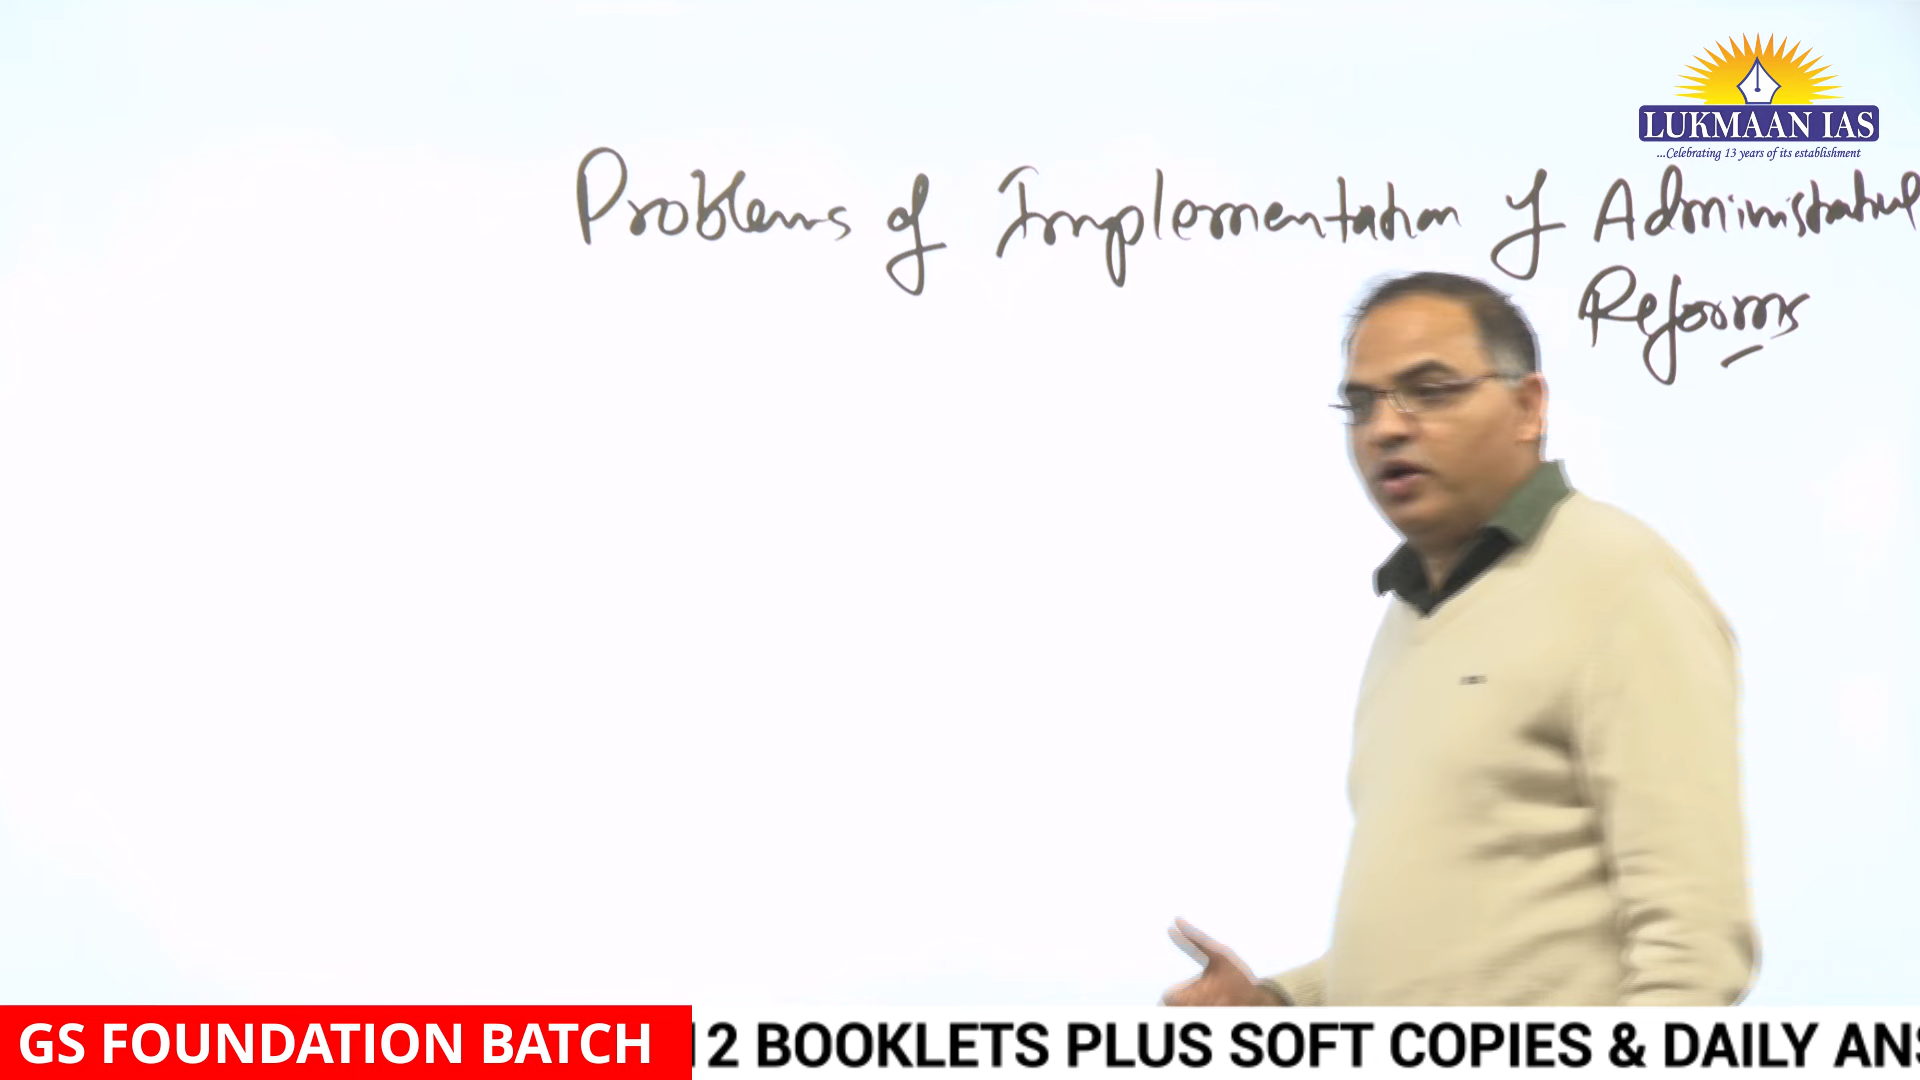 LUKMAAN IAS
...Celebrating 13 years of its establishment
Problems of Implementation of Administrative
Reforms
GS FOUNDATION BATCH
12 BOOKLETS PLUS SOFT COPIES & DAILY ANS